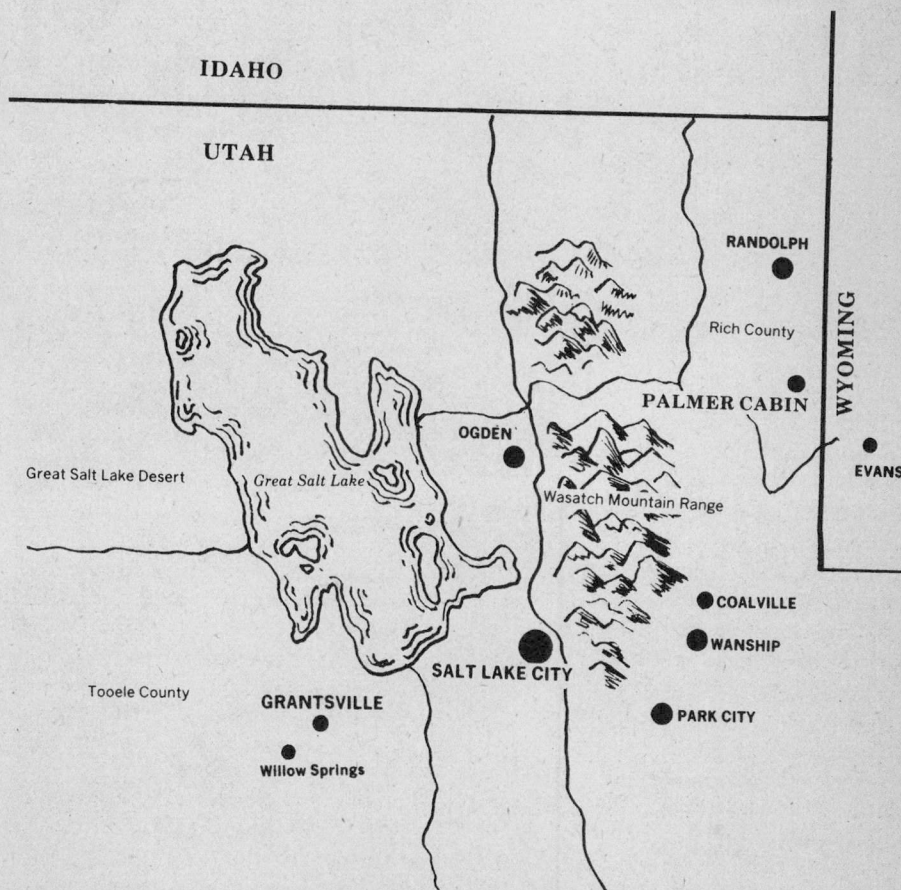 IDAHO
UTAH
RANDOLPH
Rich County
WYOMING
PALMER CABIN
OGDEN
EVANS
Great Salt Lake Desert
Great Salt Lake
Wasatch Mountain Range
COALVILLE
WANSHIP
SALT LAKE CITY
Tooele County
GRANTSVILLE
PARK CITY
Willow Springs